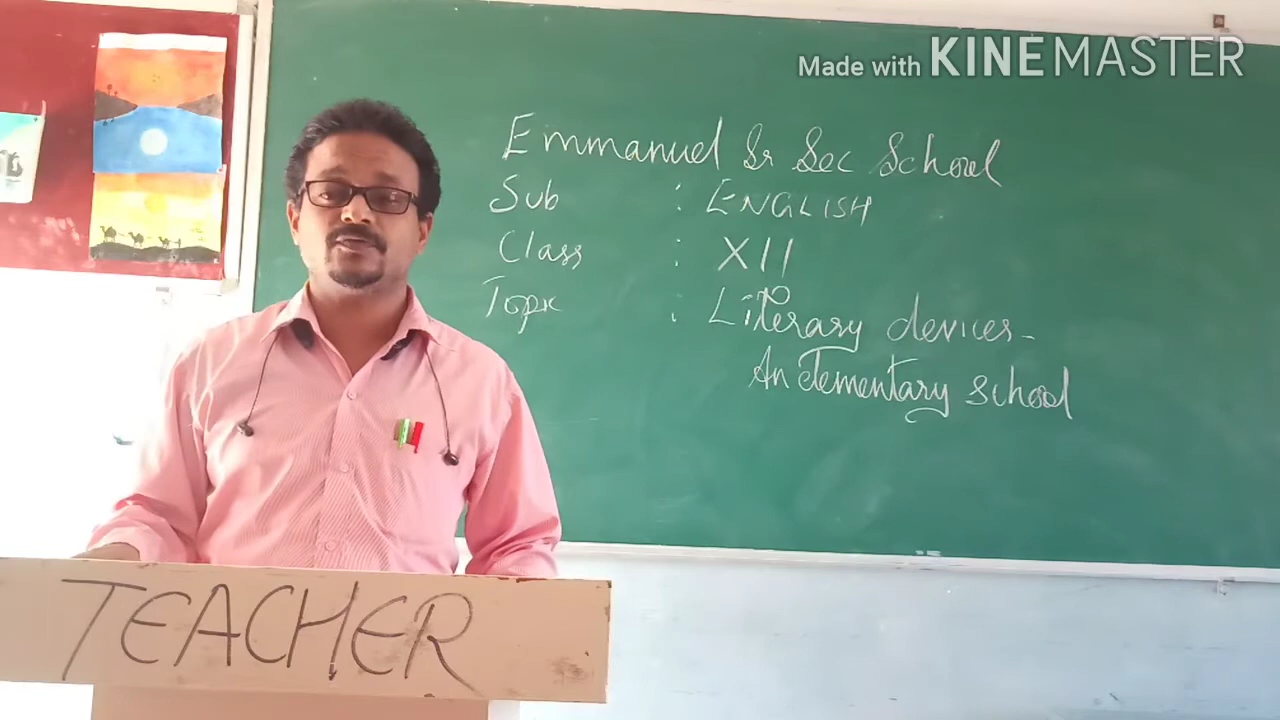 Made with KINEMASTER
Emmanuel Sr Sec School
Sub : ENGLISH
Class : XII
Topic : Literary devices-
An elementary school
TEACHER